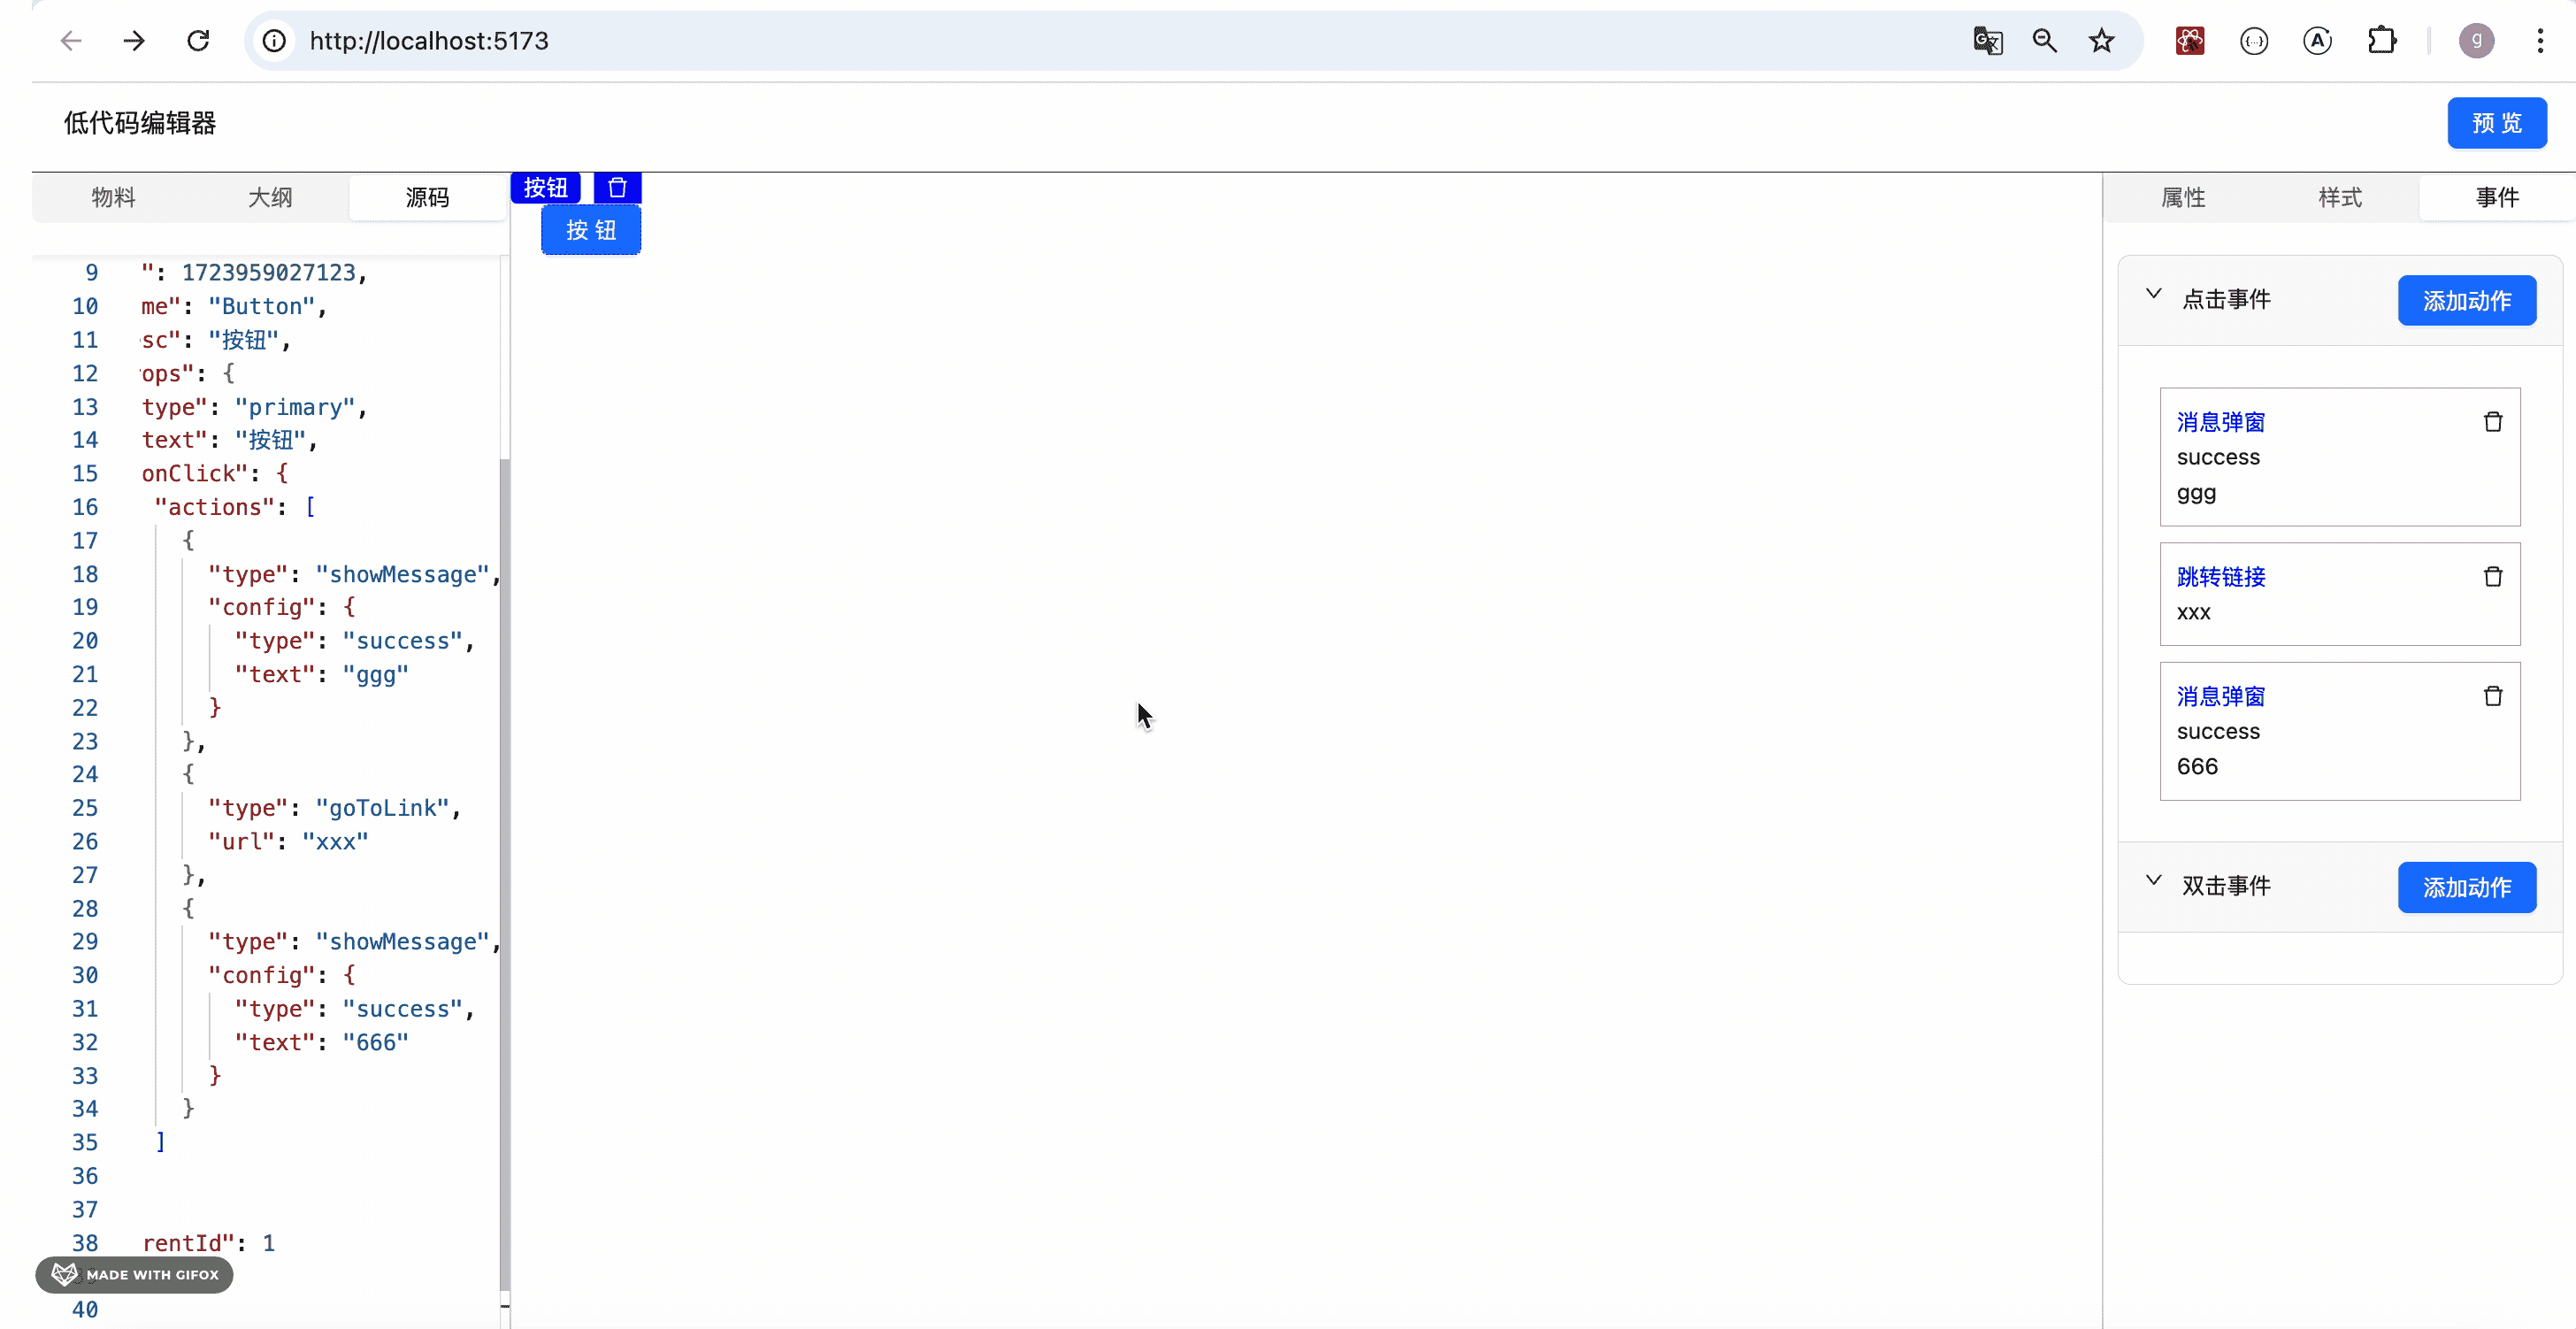 http://localhost:5173
g
低代码编辑器
预 览
物料 大纲 源码
按钮
按 钮
属性 样式 事件
9 ": 1723959027123,
10 me": "Button",
11 sc": "按钮",
12 ops": {
13 type": "primary",
14 text": "按钮",
15 onClick": {
16 "actions": [
17 {
18 "type": "showMessage",
19 "config": {
20 "type": "success",
21 "text": "ggg"
22 }
23 },
24 {
25 "type": "goToLink",
26 "url": "xxx"
27 },
28 {
29 "type": "showMessage",
30 "config": {
31 "type": "success",
32 "text": "666"
33 }
34 }
35 ]
36
37
38 rentId": 1
40
MADE WITH GIFOX
点击事件 添加动作
消息弹窗
success
ggg
跳转链接
xxx
消息弹窗
success
666
双击事件 添加动作